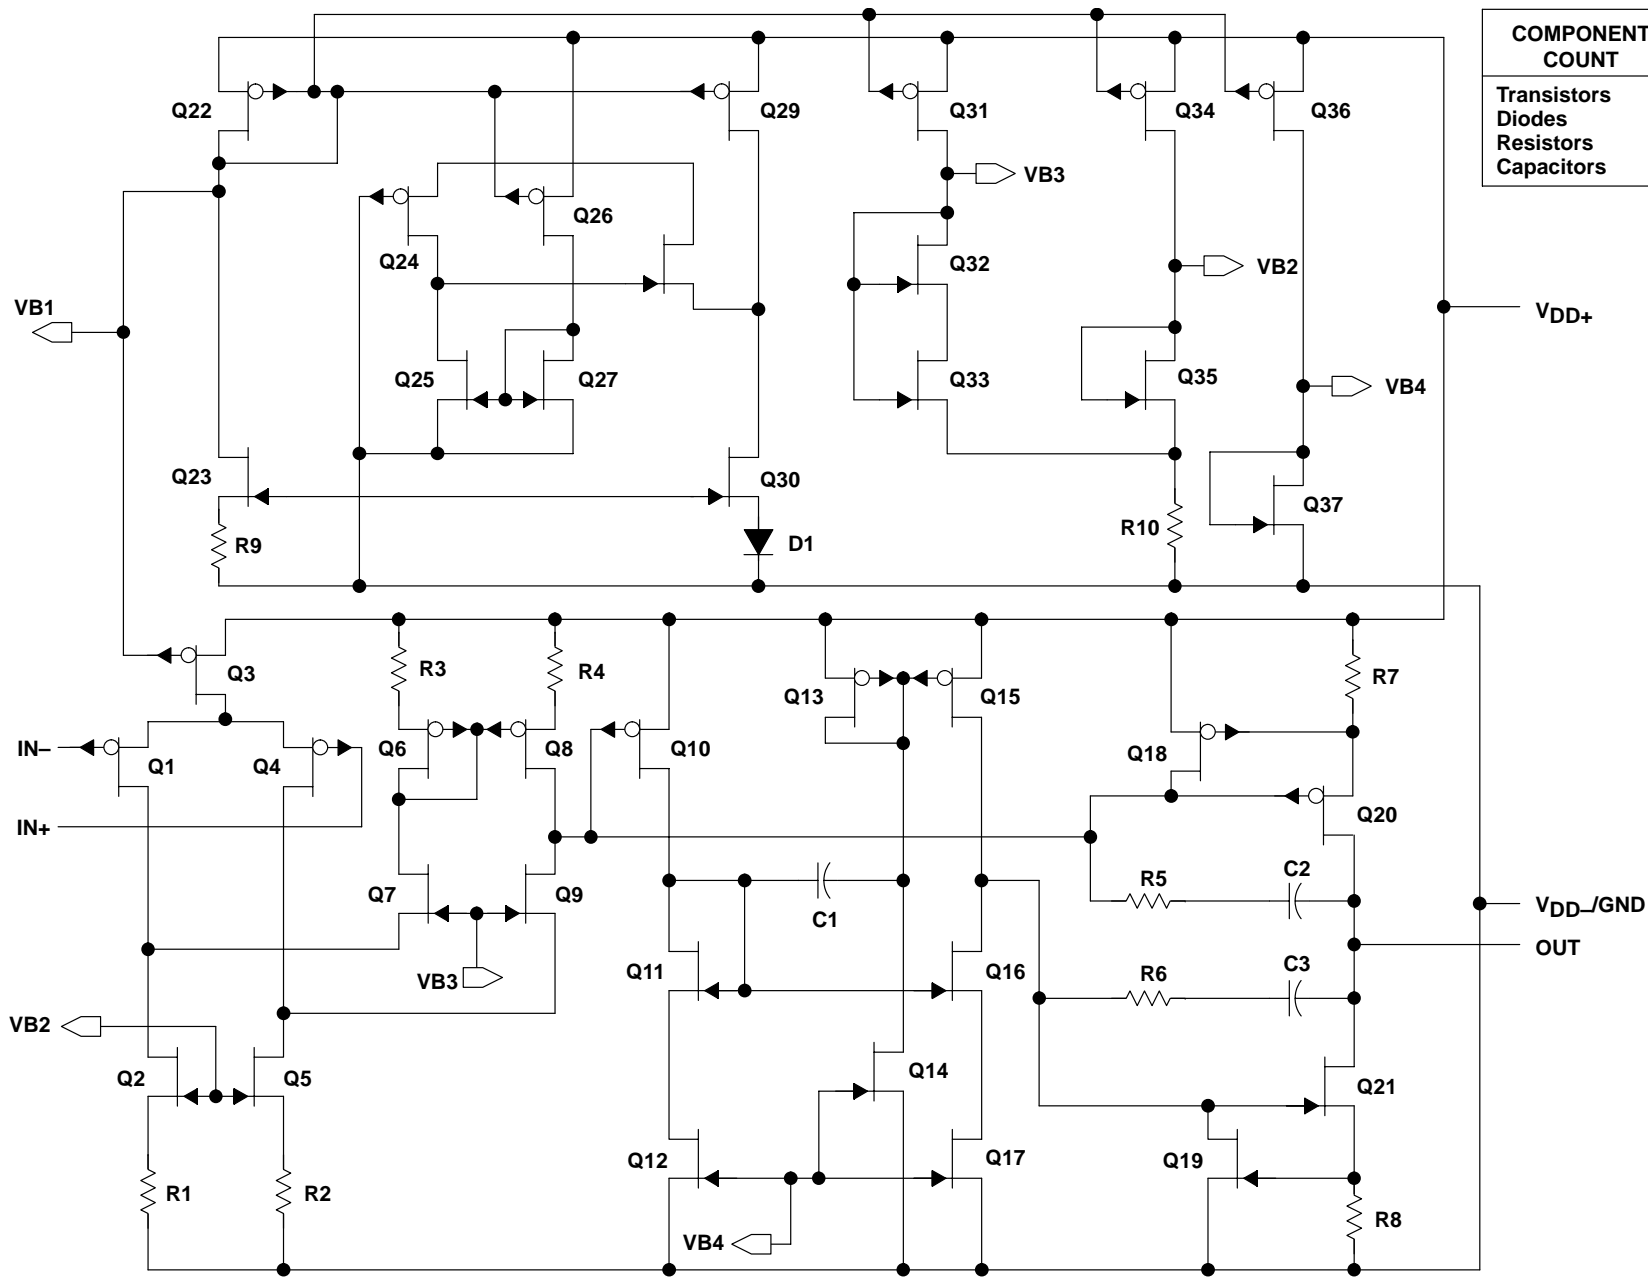 COMPONENT
COUNT
Transistors
Diodes
Resistors
Capacitors
Q22
Q29
Q31
Q34
Q36
VB3
Q26
Q24
Q32
VB2
VB1
VDD+
Q25
Q27
Q33
Q35
VB4
Q23
Q30
Q37
R9
D1
R10
Q3
R3
R4
Q13
Q15
R7
IN–
Q1
Q4
Q6
Q8
Q10
Q18
IN+
Q20
Q7
Q9
C1
R5
C2
VDD–/GND
OUT
VB3
Q11
Q16
R6
C3
VB2
Q2
Q5
Q14
Q21
Q12
Q17
Q19
R1
R2
R8
VB4